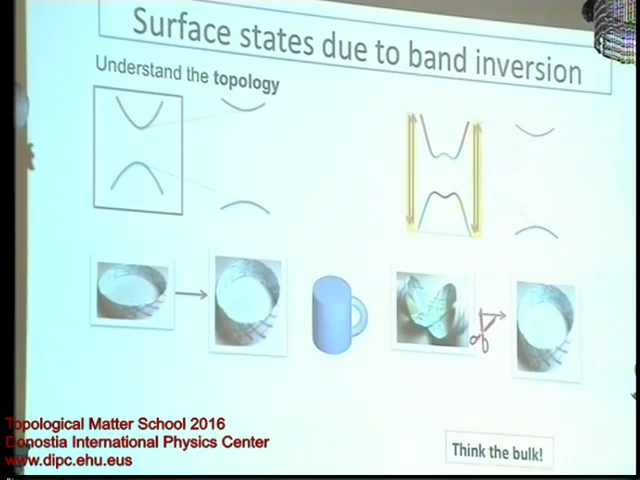 Surface states due to band inversion
Understand the topology
Think the bulk!
Topological Matter School 2016
Donostia International Physics Center
www.dipc.ehu.eus